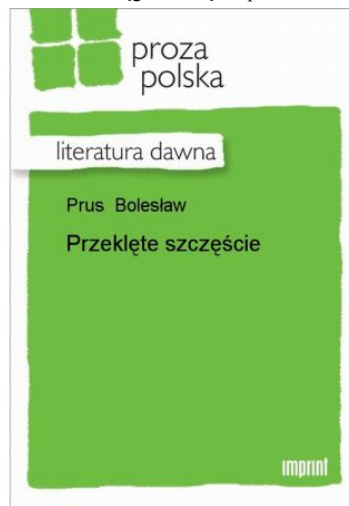 proza
polska
literatura dawna
Prus Bolesław
Przeklęte szczęście
imprint